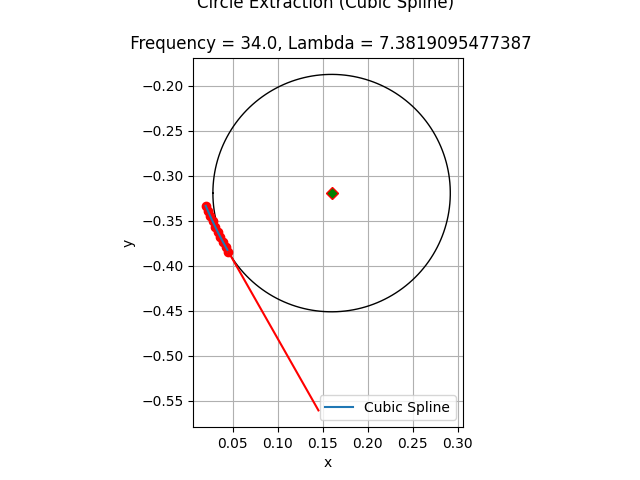 Circle Extraction (Cubic Spline)
Frequency = 34.0, Lambda = 7.3819095477387
−0.20
−0.25
−0.30
−0.35
−0.40
−0.45
−0.50
−0.55
y
0.05 0.10 0.15 0.20 0.25 0.30
x
Cubic Spline